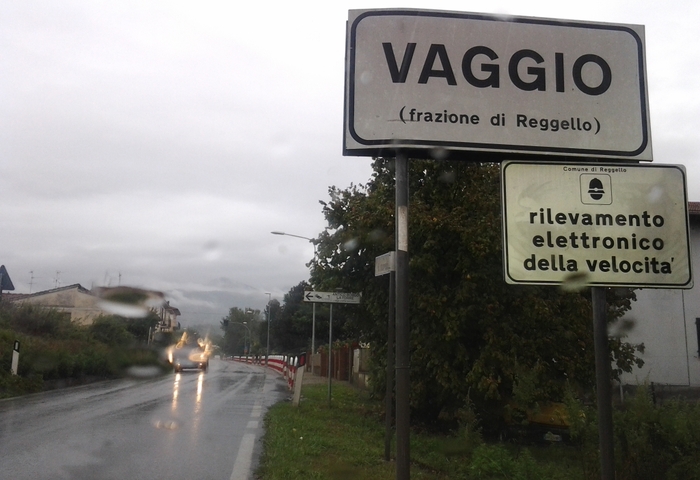 VAGGIO
(frazione di Reggello)
Comune di Reggello
rilevamento
elettronico
della velocita'